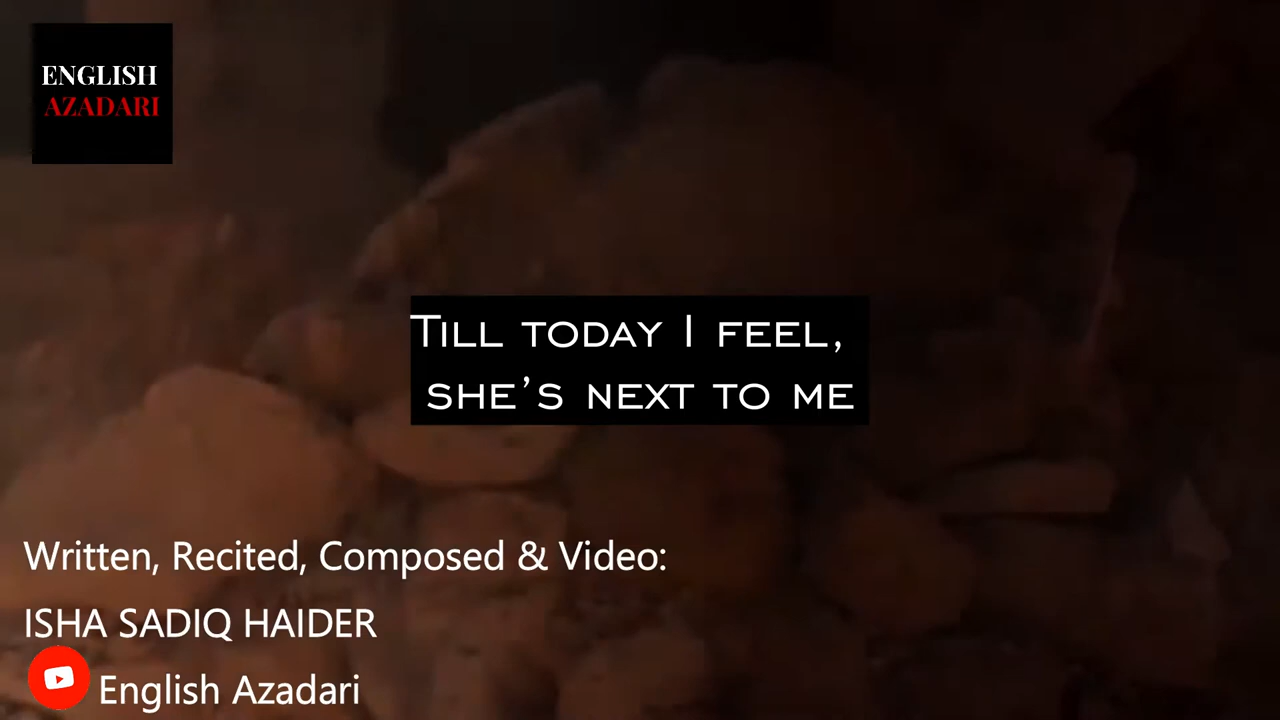 ENGLISH
AZADARI
TILL TODAY I FEEL,
SHE'S NEXT TO ME
Written, Recited, Composed & Video:
ISHA SADIQ HAIDER
English Azadari